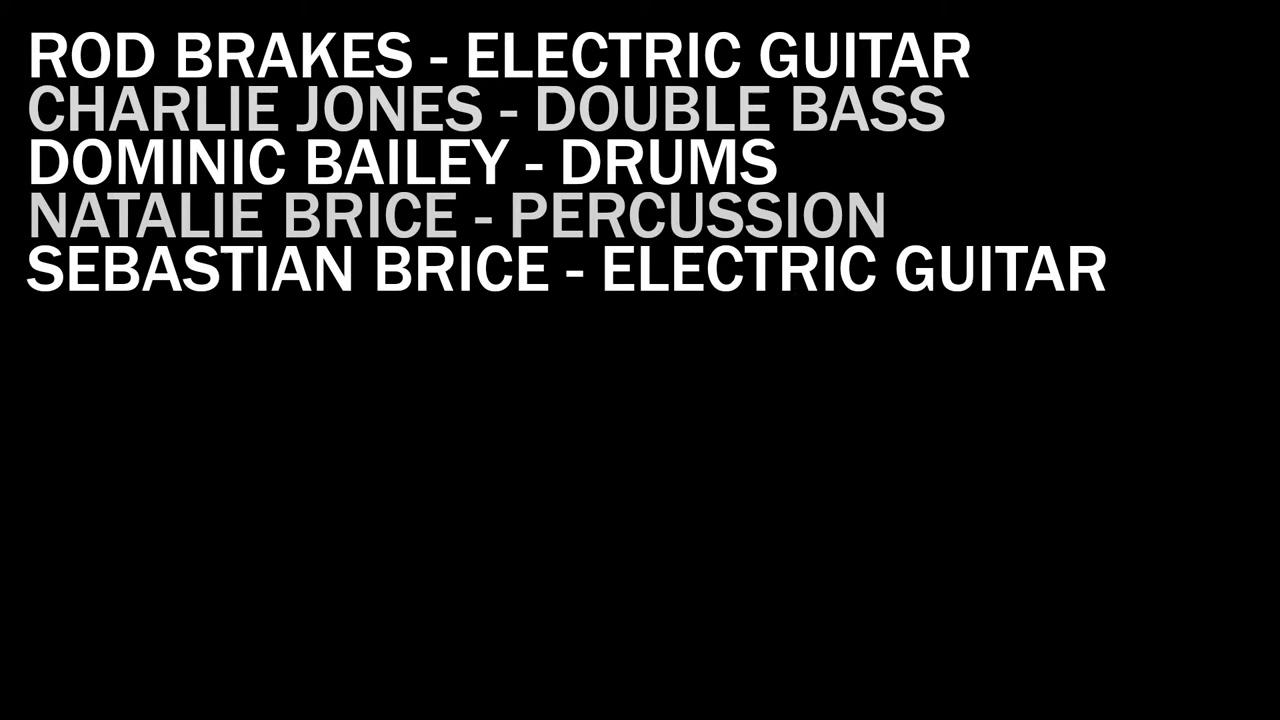 ROD BRAKES - ELECTRIC GUITAR
CHARLIE JONES - DOUBLE BASS
DOMINIC BAILEY - DRUMS
NATALIE BRICE - PERCUSSION
SEBASTIAN BRICE - ELECTRIC GUITAR